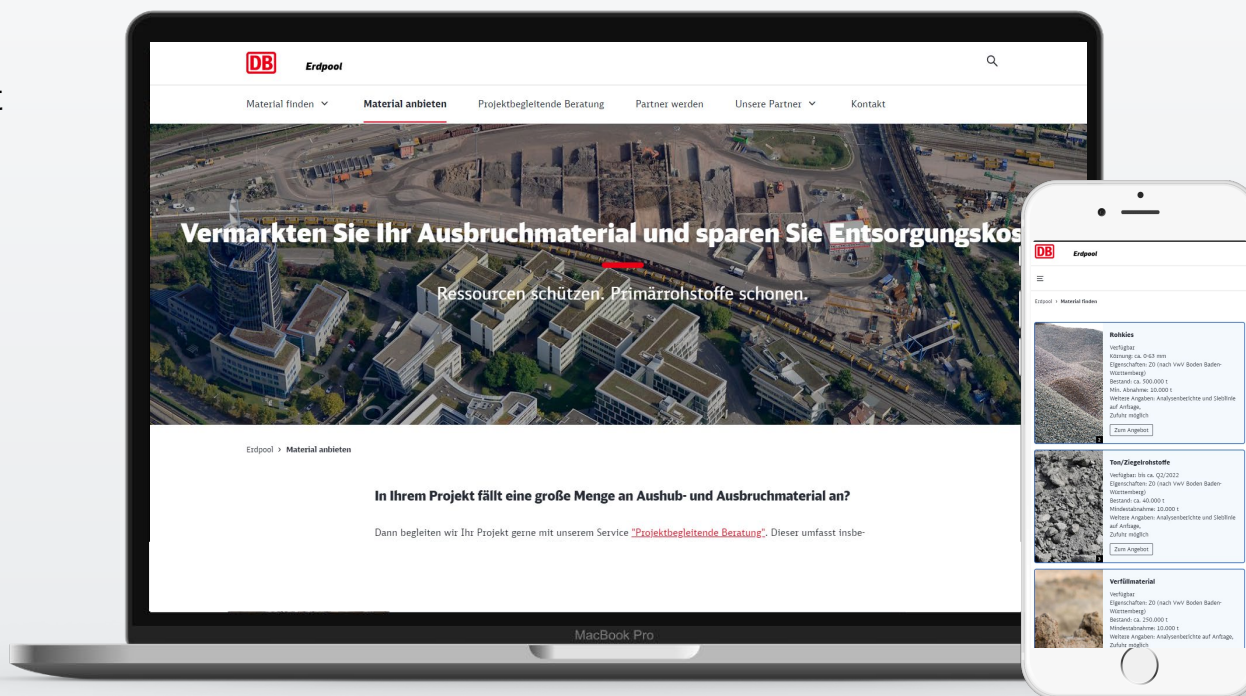 DB Erdpool
Material finden
Material anbieten
Projektbegleitende Beratung
Partner werden
Unsere Partner
Kontakt
Vermarkten Sie Ihr Ausbruchmaterial und sparen Sie Entsorgungskos
Ressourcen schützen. Primärrohstoffe schonen.
Erdpool > Material anbieten
In Ihrem Projekt fällt eine große Menge an Aushub- und Ausbruchmaterial an?
Dann begleiten wir Ihr Projekt gerne mit unserem Service "Projektbegleitende Beratung". Dieser umfasst insbe-
MacBook Pro
DB Erdpool
Erdpool > Material finden
Rohkies
Verfügbar
Körnung: ca. 0-63 mm
Eigenschaften: Z0 (nach VwV Boden Baden-
Württemberg)
Bestand: ca. 500.000 t
Min. Abnahme: 10.000 t
Weitere Angaben: Analysenberichte und Sieblinie
auf Anfrage,
Zufuhr möglich
Zum Angebot
2
Ton/Ziegelrohstoffe
Verfügbar: bis ca. Q2/2022
Eigenschaften: Z0 (nach VwV Boden Baden-
Württemberg)
Bestand: ca. 40.000 t
Mindestabnahme: 10.000 t
Weitere Angaben: Analysenberichte und Sieblinie
auf Anfrage,
Zufuhr möglich
Zum Angebot
3
Verfüllmaterial
Verfügbar
Eigenschaften: Z0 (nach VwV Boden Baden-
Württemberg)
Bestand: ca. 250.000 t
Mindestabnahme: 10.000 t
Weitere Angaben: Analysenberichte auf Anfrage,
Zufuhr möglich